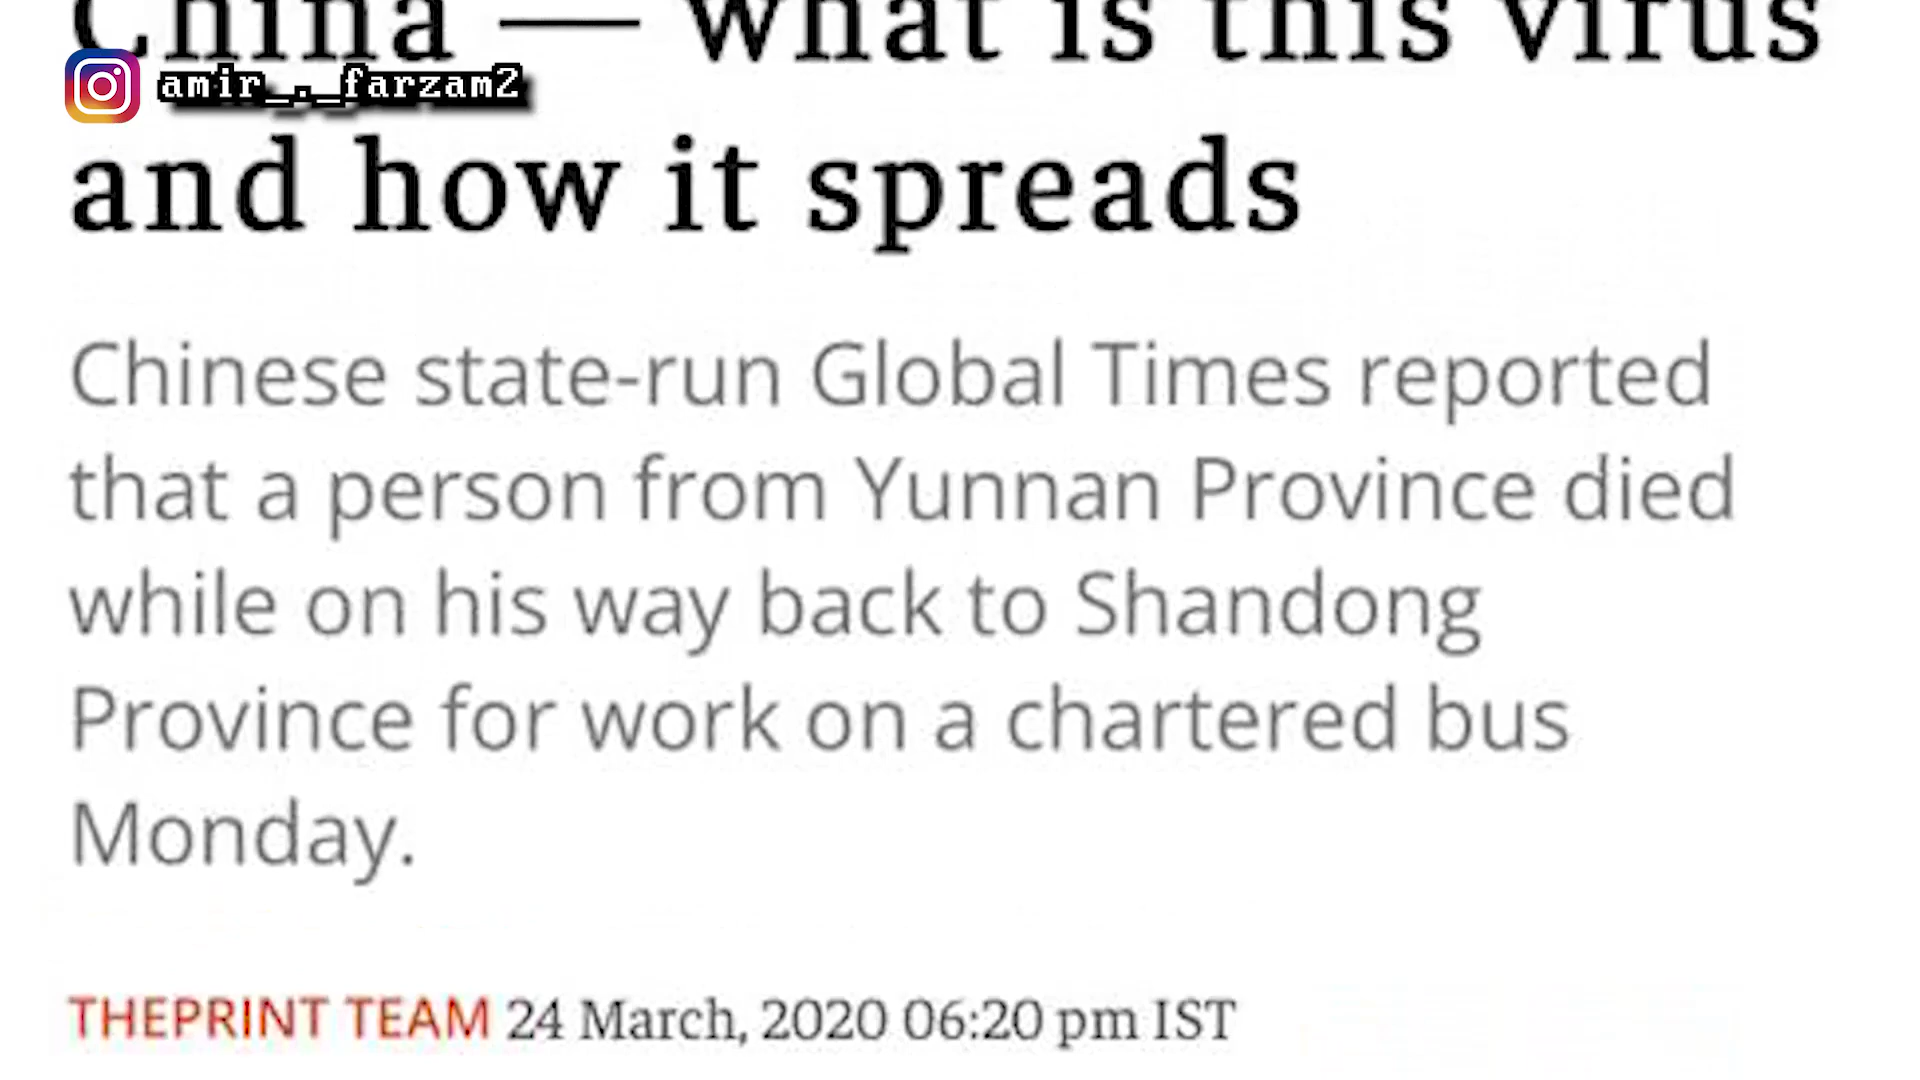 China — what is this virus
amir_._farzam2
and how it spreads
Chinese state-run Global Times reported
that a person from Yunnan Province died
while on his way back to Shandong
Province for work on a chartered bus
Monday.
THEPRINT TEAM 24 March, 2020 06:20 pm IST